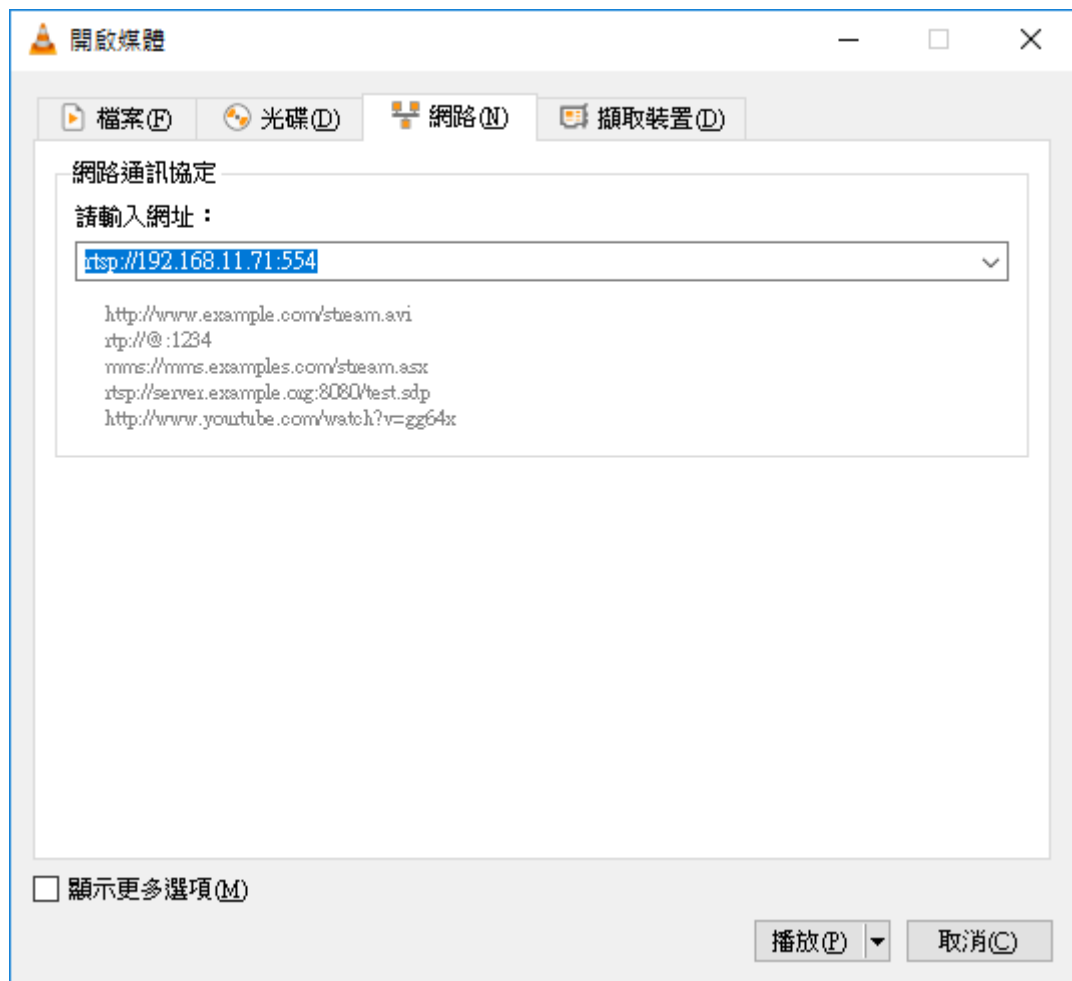 開啟媒體
檔案(F) 光碟(D) 網路(N) 擷取裝置(D)
網路通訊協定
請輸入網址：
rtsp://192.168.11.71:554
http://www.example.com/stream.avi
rtp://@:1234
mms://mms.examples.com/stream.asx
rtsp://server.example.org:8080/test.sdp
http://www.yourtube.com/watch?v=gg64x
顯示更多選項(M)
播放(P) 取消(C)